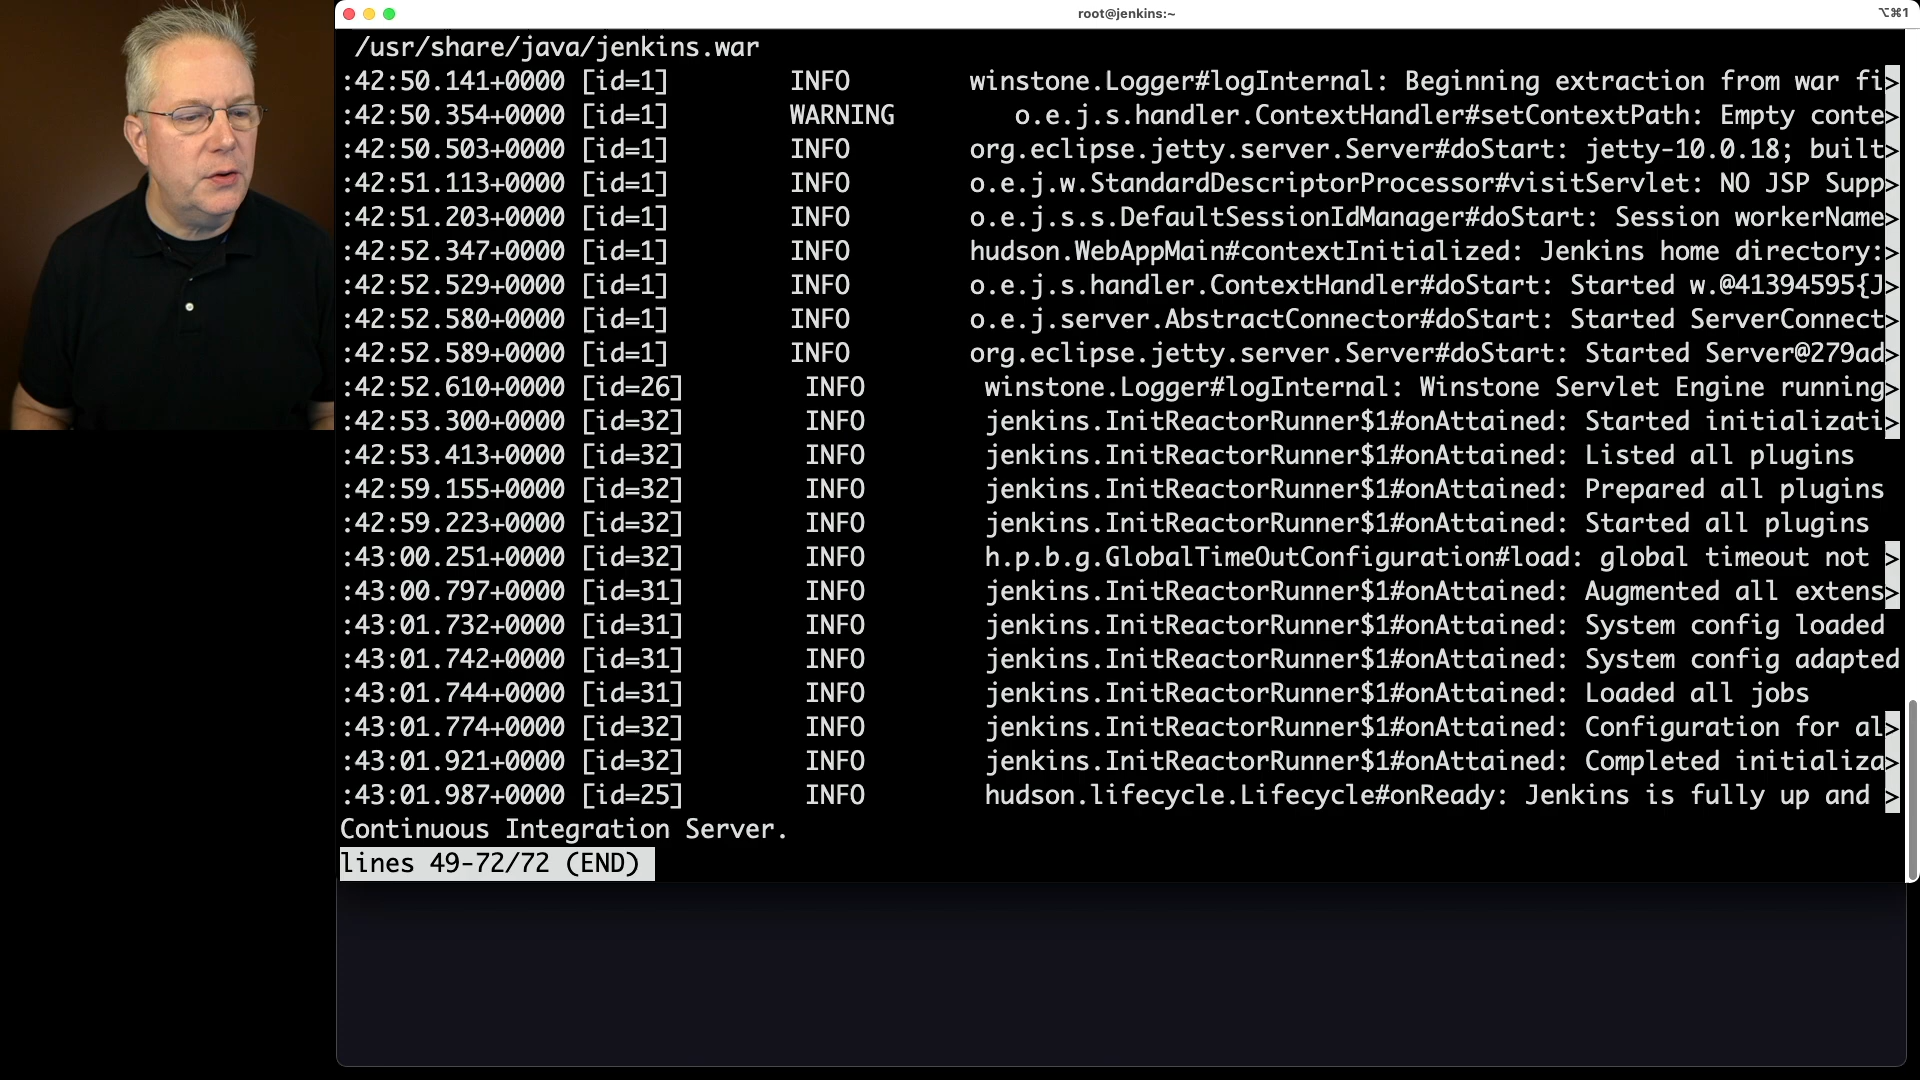 root@jenkins:~
⌥⌘1
/usr/share/java/jenkins.war
:42:50.141+0000 [id=1] INFO winstone.Logger#logInternal: Beginning extraction from war fi>
:42:50.354+0000 [id=1] WARNING o.e.j.s.handler.ContextHandler#setContextPath: Empty conte>
:42:50.503+0000 [id=1] INFO org.eclipse.jetty.server.Server#doStart: jetty-10.0.18; built>
:42:51.113+0000 [id=1] INFO o.e.j.w.StandardDescriptorProcessor#visitServlet: NO JSP Supp>
:42:51.203+0000 [id=1] INFO o.e.j.s.s.DefaultSessionIdManager#doStart: Session workerName>
:42:52.347+0000 [id=1] INFO hudson.WebAppMain#contextInitialized: Jenkins home directory:>
:42:52.529+0000 [id=1] INFO o.e.j.s.handler.ContextHandler#doStart: Started w.@41394595{J>
:42:52.580+0000 [id=1] INFO o.e.j.server.AbstractConnector#doStart: Started ServerConnect>
:42:52.589+0000 [id=1] INFO org.eclipse.jetty.server.Server#doStart: Started Server@279ad>
:42:52.610+0000 [id=26] INFO winstone.Logger#logInternal: Winstone Servlet Engine running>
:42:53.300+0000 [id=32] INFO jenkins.InitReactorRunner$1#onAttained: Started initializati>
:42:53.413+0000 [id=32] INFO jenkins.InitReactorRunner$1#onAttained: Listed all plugins
:42:59.155+0000 [id=32] INFO jenkins.InitReactorRunner$1#onAttained: Prepared all plugins
:42:59.223+0000 [id=32] INFO jenkins.InitReactorRunner$1#onAttained: Started all plugins
:43:00.251+0000 [id=32] INFO h.p.b.g.GlobalTimeOutConfiguration#load: global timeout not >
:43:00.797+0000 [id=31] INFO jenkins.InitReactorRunner$1#onAttained: Augmented all extens>
:43:01.732+0000 [id=31] INFO jenkins.InitReactorRunner$1#onAttained: System config loaded
:43:01.742+0000 [id=31] INFO jenkins.InitReactorRunner$1#onAttained: System config adapted
:43:01.744+0000 [id=31] INFO jenkins.InitReactorRunner$1#onAttained: Loaded all jobs
:43:01.774+0000 [id=32] INFO jenkins.InitReactorRunner$1#onAttained: Configuration for al>
:43:01.921+0000 [id=32] INFO jenkins.InitReactorRunner$1#onAttained: Completed initializa>
:43:01.987+0000 [id=25] INFO hudson.lifecycle.Lifecycle#onReady: Jenkins is fully up and >
Continuous Integration Server.
lines 49-72/72 (END)